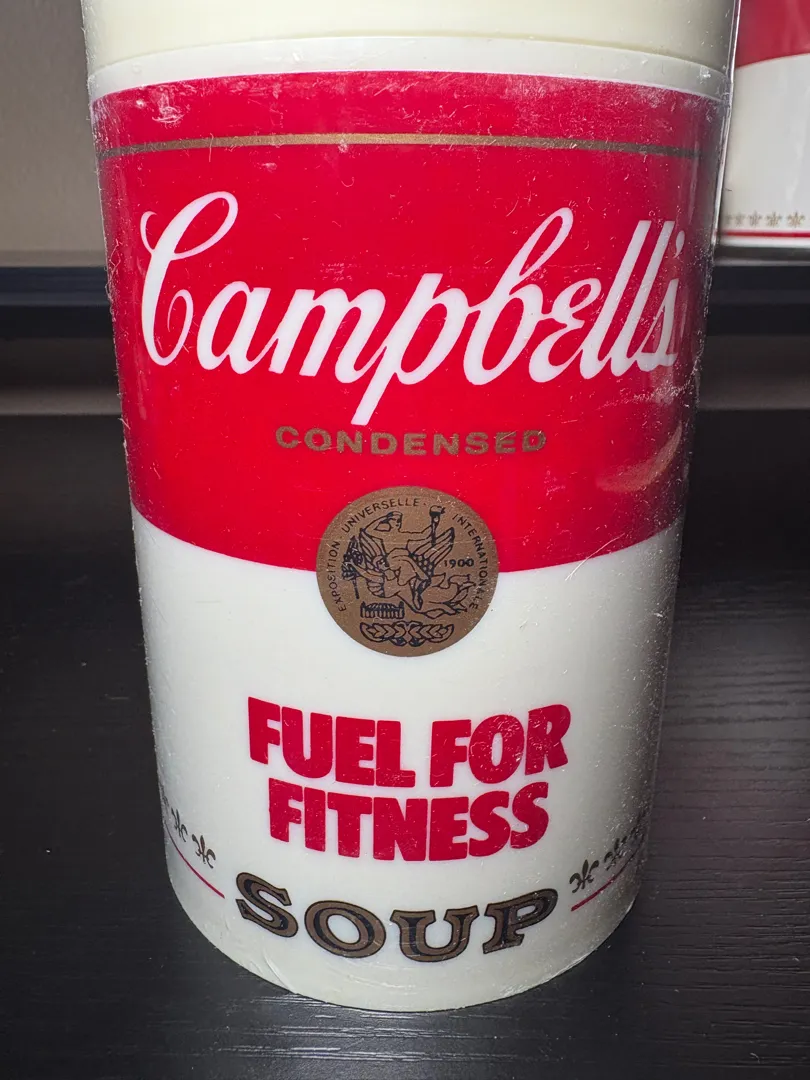 Campbell's
CONDENSED
EXPOSITION · UNIVERSELLE · INTERNATIONALE
1900
FUEL FOR
FITNESS
SOUP